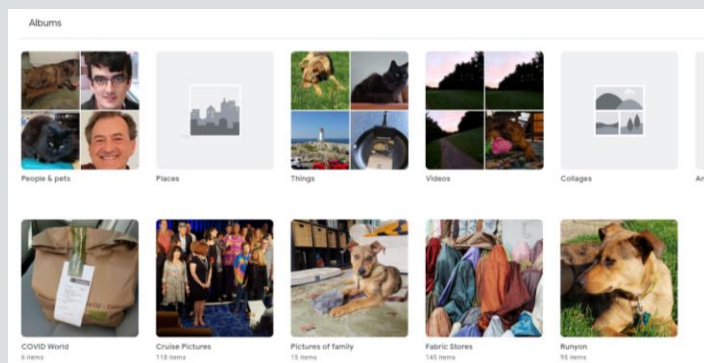 Albums
People & pets
Places
Things
Videos
Collages
COVID World
6 items
Cruise Pictures
118 items
Pictures of family
15 items
Fabric Stores
145 items
Runyon
95 items